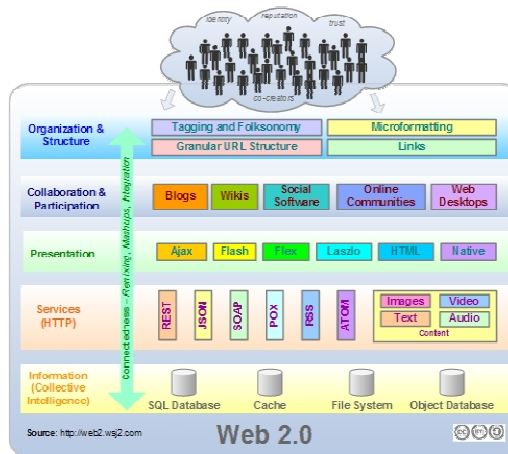 identity reputation trust
co-creators
Organization &
Structure
Tagging and Folksonomy
Microformatting
Granular URL Structure
Links
Collaboration &
Participation
Blogs
Wikis
Social
Software
Online
Communities
Web
Desktops
Presentation
Ajax
Flash
Flex
Laszlo
HTML
Native
Services
(HTTP)
REST
JSON
SOAP
POX
RSS
ATOM
Images
Video
Text
Audio
Content
Connectedness - Remixing, Mashups, Integration
Information
(Collective
Intelligence)
SQL Database
Cache
File System
Object Database
Source: http://web2.wsj2.com
Web 2.0